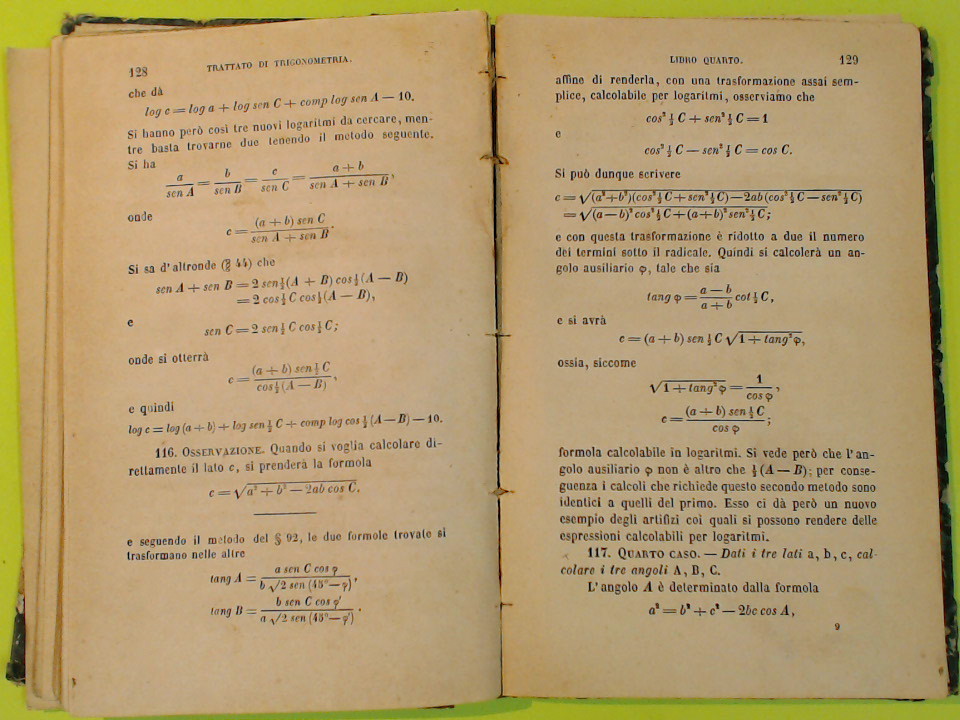 128 TRATTATO DI TRIGONOMETRIA.
che dà
log c = log a + log sen C + comp log sen A — 10.
Si hanno però così tre nuovi logaritmi da cercare, men-
tre basta trovarne due tenendo il metodo seguente.
Si ha
a / sen A = b / sen B = c / sen C = a + b / sen A + sen B ,
onde
c = (a + b) sen C / sen A + sen B .
Si sa d'altronde (§ 44) che
sen A + sen B = 2 sen ½ (A + B) cos ½ (A — B)
= 2 cos ½ C cos ½ (A — B),
e
sen C = 2 sen ½ C cos ½ C;
onde si otterrà
c = (a + b) sen ½ C / cos ½ (A — B) ,
e quindi
log c = log (a + b) + log sen ½ C + comp log cos ½ (A — B) — 10.
116. OSSERVAZIONE. Quando si voglia calcolare di-
rettamente il lato c, si prenderà la formola
c = √a² + b² — 2ab cos C.
e seguendo il metodo del § 92, le due formole trovate si
trasformano nelle altre
tang A = a sen C cos φ / b √2 sen (45° — φ) ,
tang B = b sen C cos φ' / a √2 sen (45° — φ') .
LIBRO QUARTO. 129
affine di renderla, con una trasformazione assai sem-
plice, calcolabile per logaritmi, osserviamo che
cos² ½ C + sen² ½ C = 1
e
cos² ½ C — sen² ½ C = cos C.
Si può dunque scrivere
c = √(a² + b²)(cos² ½ C + sen² ½ C) — 2ab (cos² ½ C — sen² ½ C)
= √(a — b)² cos² ½ C + (a + b)² sen² ½ C;
e con questa trasformazione è ridotto a due il numero
dei termini sotto il radicale. Quindi si calcolerà un an-
golo ausiliario φ, tale che sia
tang φ = a — b / a + b cot ½ C,
e si avrà
c = (a + b) sen ½ C √1 + tang² φ,
ossia, siccome
√1 + tang² φ = 1 / cos φ ,
c = (a + b) sen ½ C / cos φ ;
formola calcolabile in logaritmi. Si vede però che l'an-
golo ausiliario φ non è altro che ½ (A — B); per conse-
guenza i calcoli che richiede questo secondo metodo sono
identici a quelli del primo. Esso ci dà però un nuovo
esempio degli artifizi coi quali si possono rendere delle
espressioni calcolabili per logaritmi.
117. QUARTO CASO. — Dati i tre lati a, b, c, cal-
colare i tre angoli A, B, C.
L'angolo A è determinato dalla formola
a² = b² + c² — 2bc cos A,
9